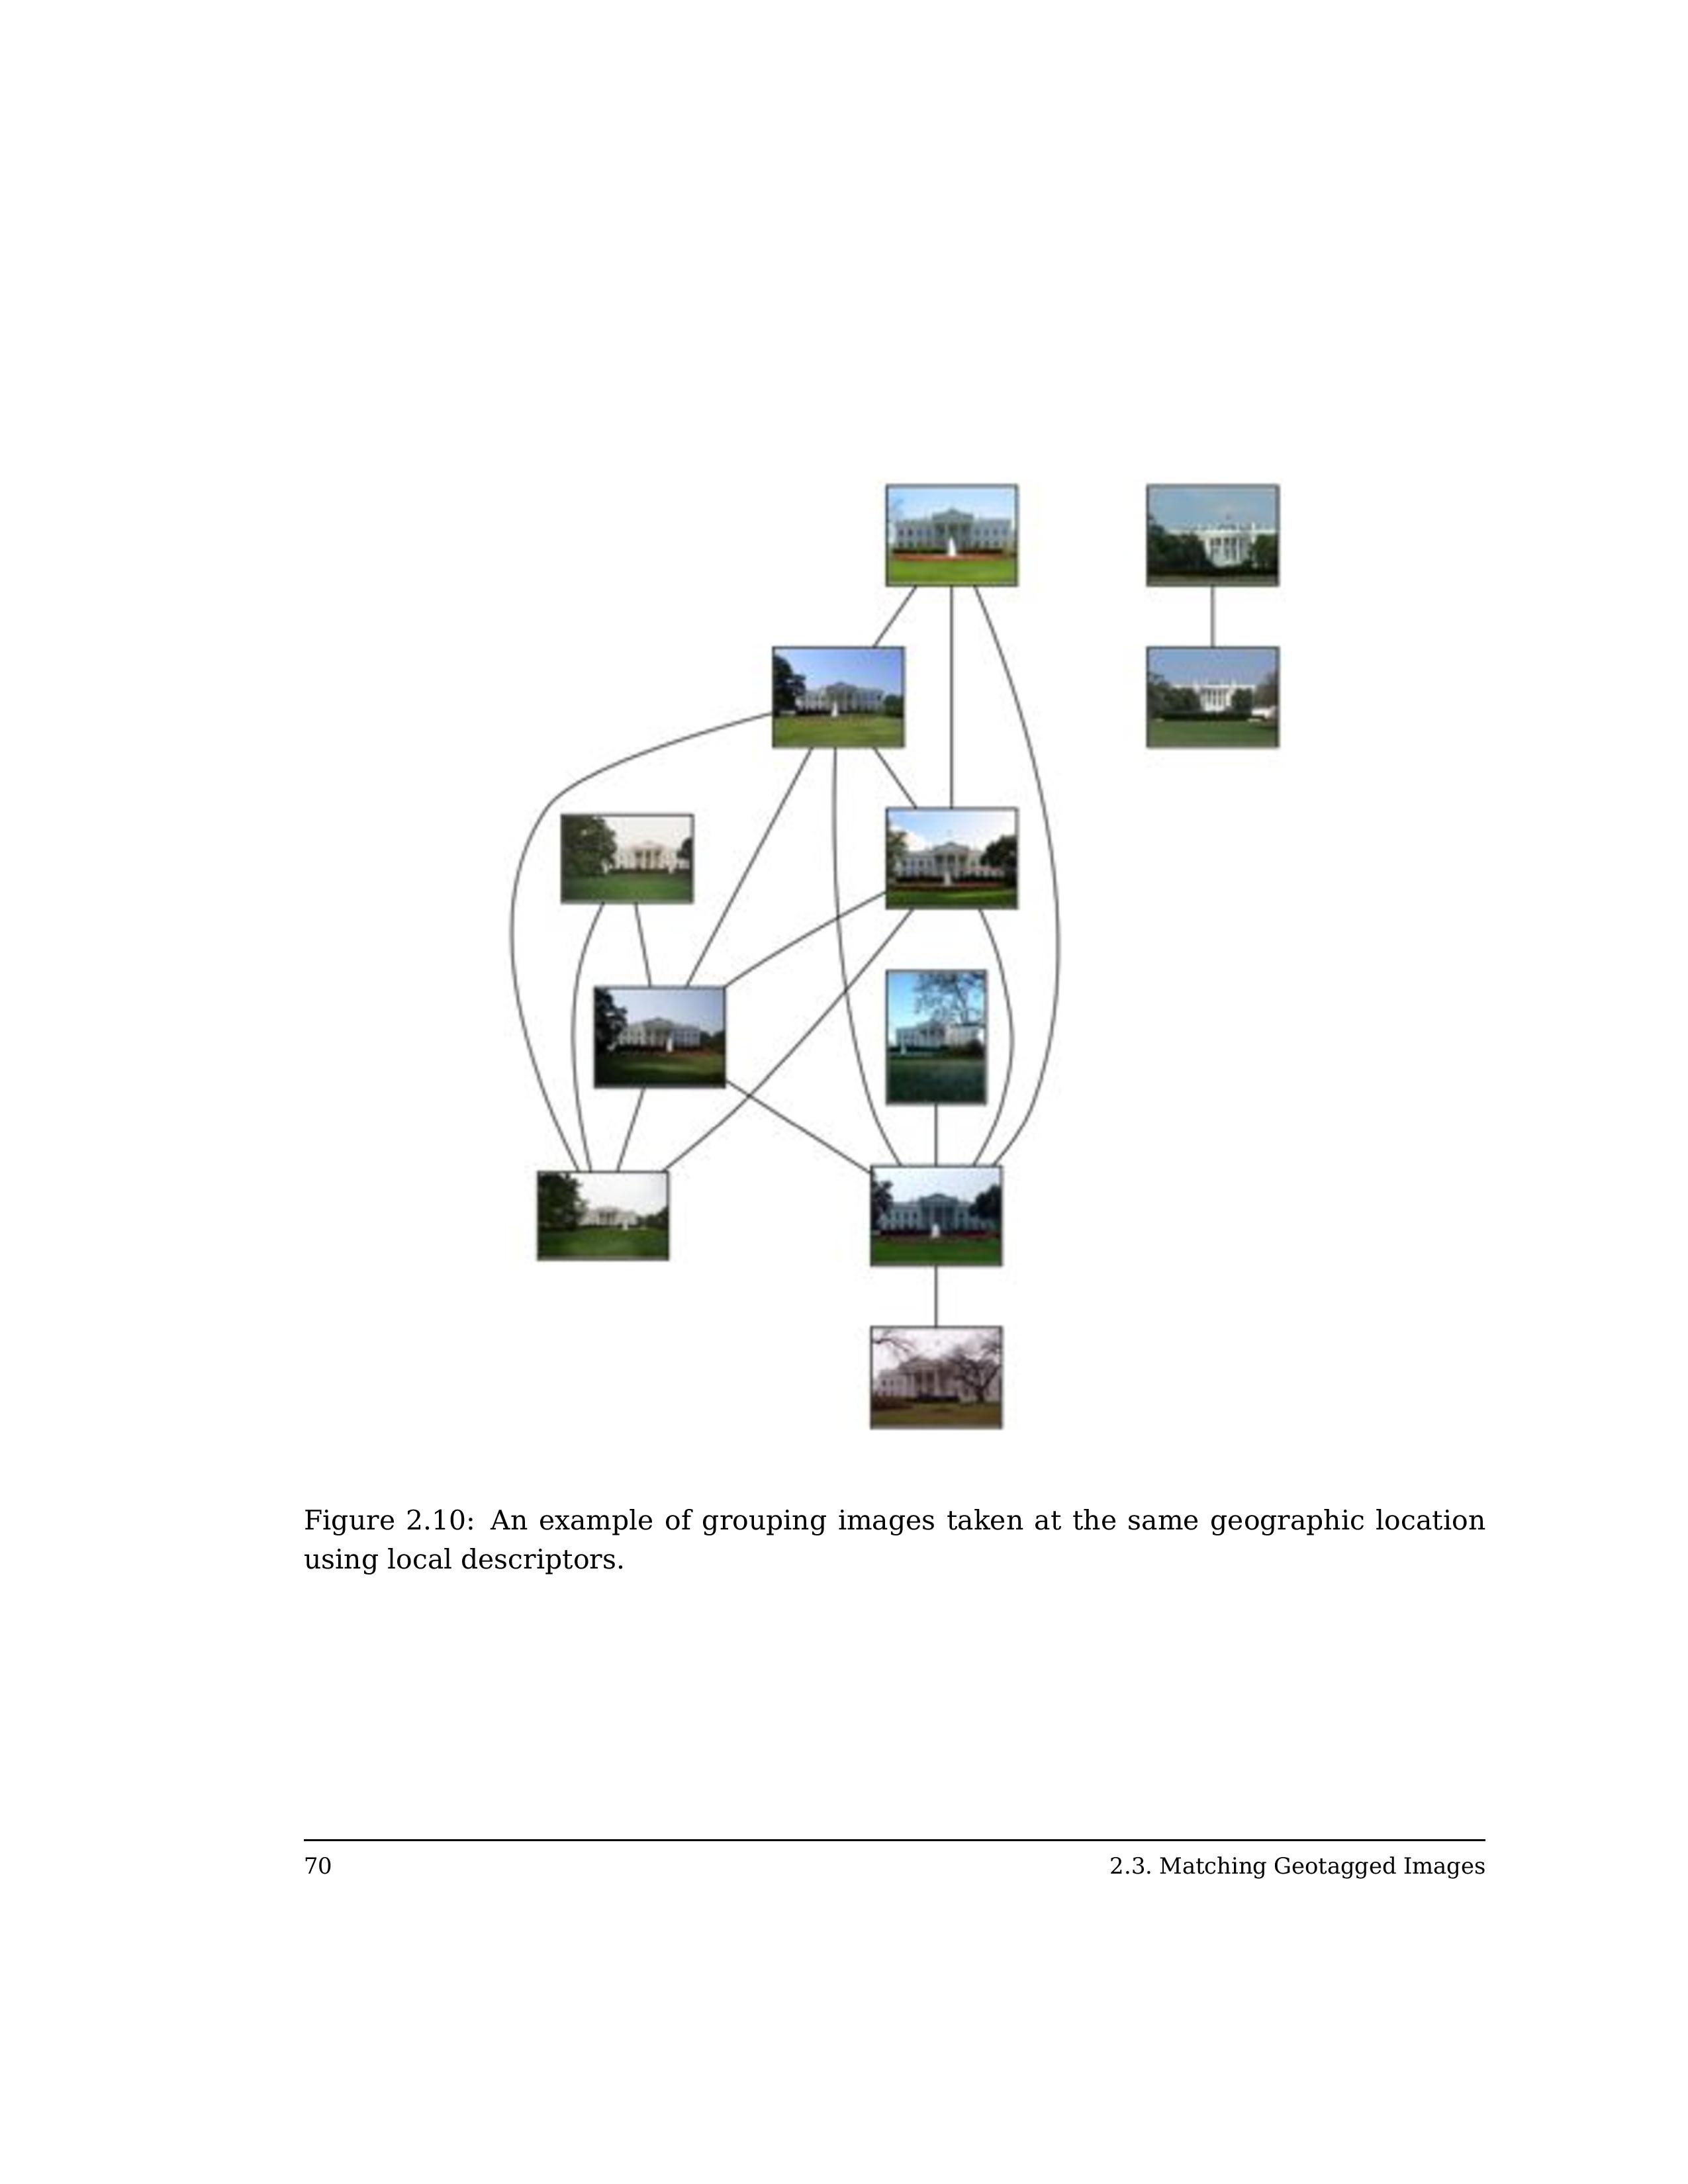 Figure 2.10: An example of grouping images taken at the same geographic location
using local descriptors.
70
2.3. Matching Geotagged Images